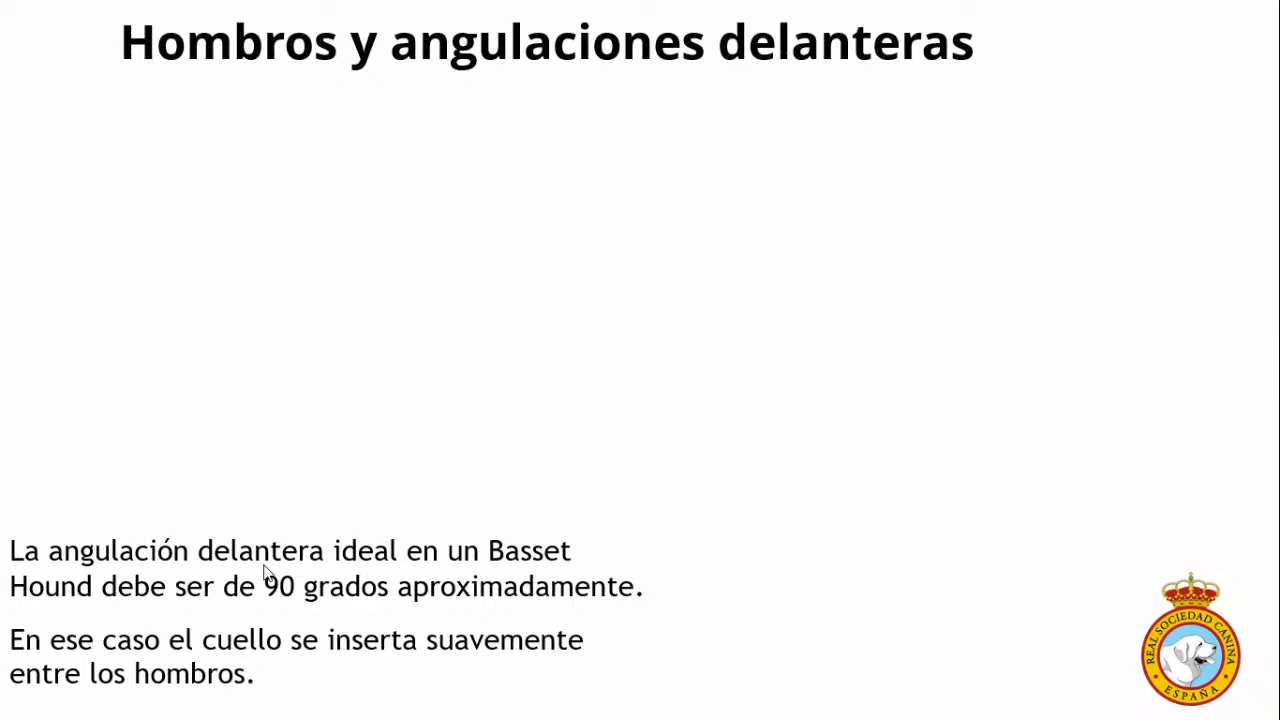 Hombros y angulaciones delanteras
La angulación delantera ideal en un Basset
Hound debe ser de 90 grados aproximadamente.
En ese caso el cuello se inserta suavemente
entre los hombros.
REAL SOCIEDAD CANINA
• ESPAÑA •